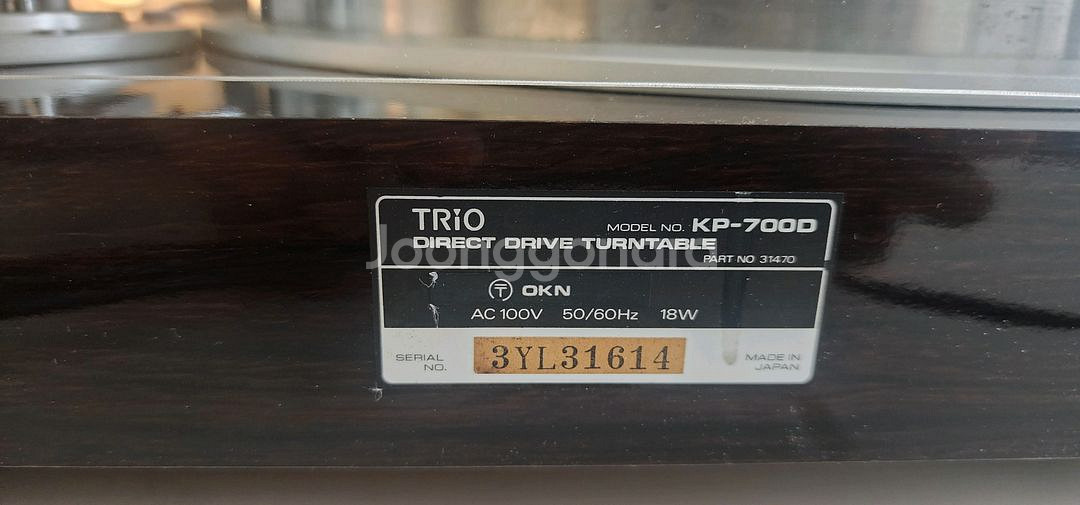 TRIO
MODEL NO. KP-700D
DIRECT DRIVE TURNTABLE
PART NO 31470
Joonggonara
T OKN
AC 100V 50/60Hz 18W
SERIAL NO. 3YL31614
MADE IN JAPAN